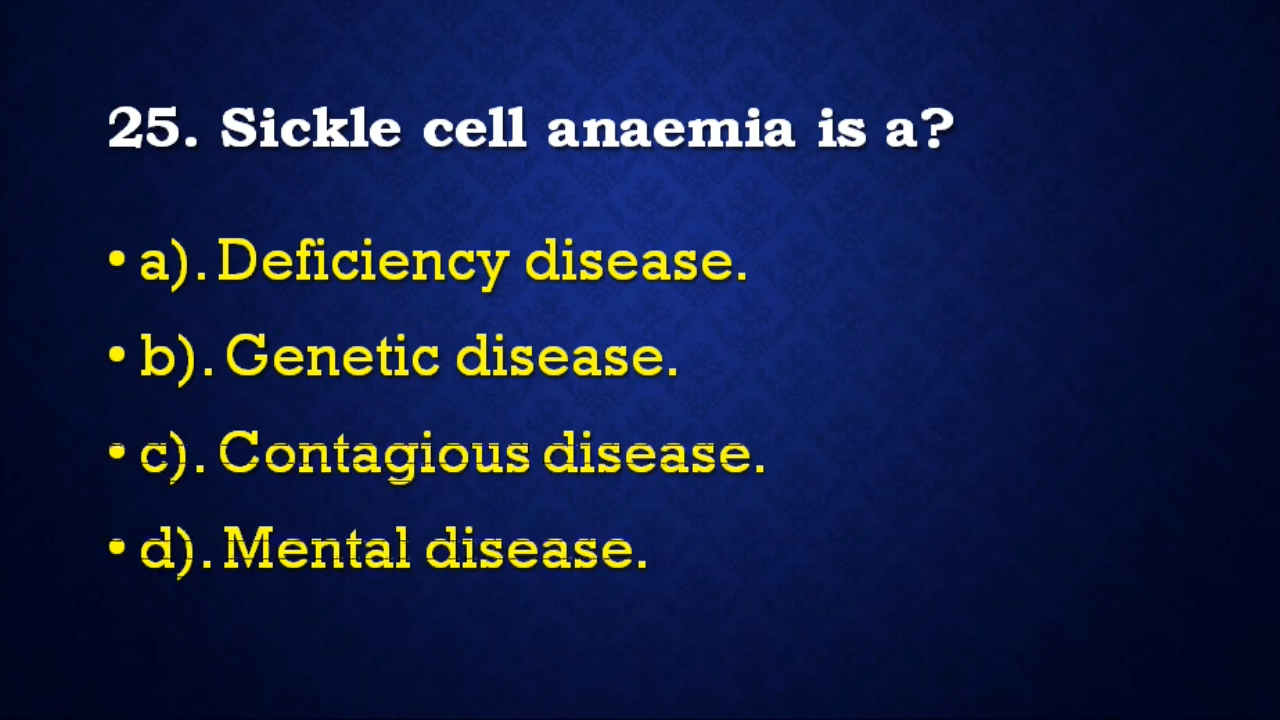 25. Sickle cell anaemia is a?
• a). Deficiency disease.
• b). Genetic disease.
• c). Contagious disease.
• d). Mental disease.